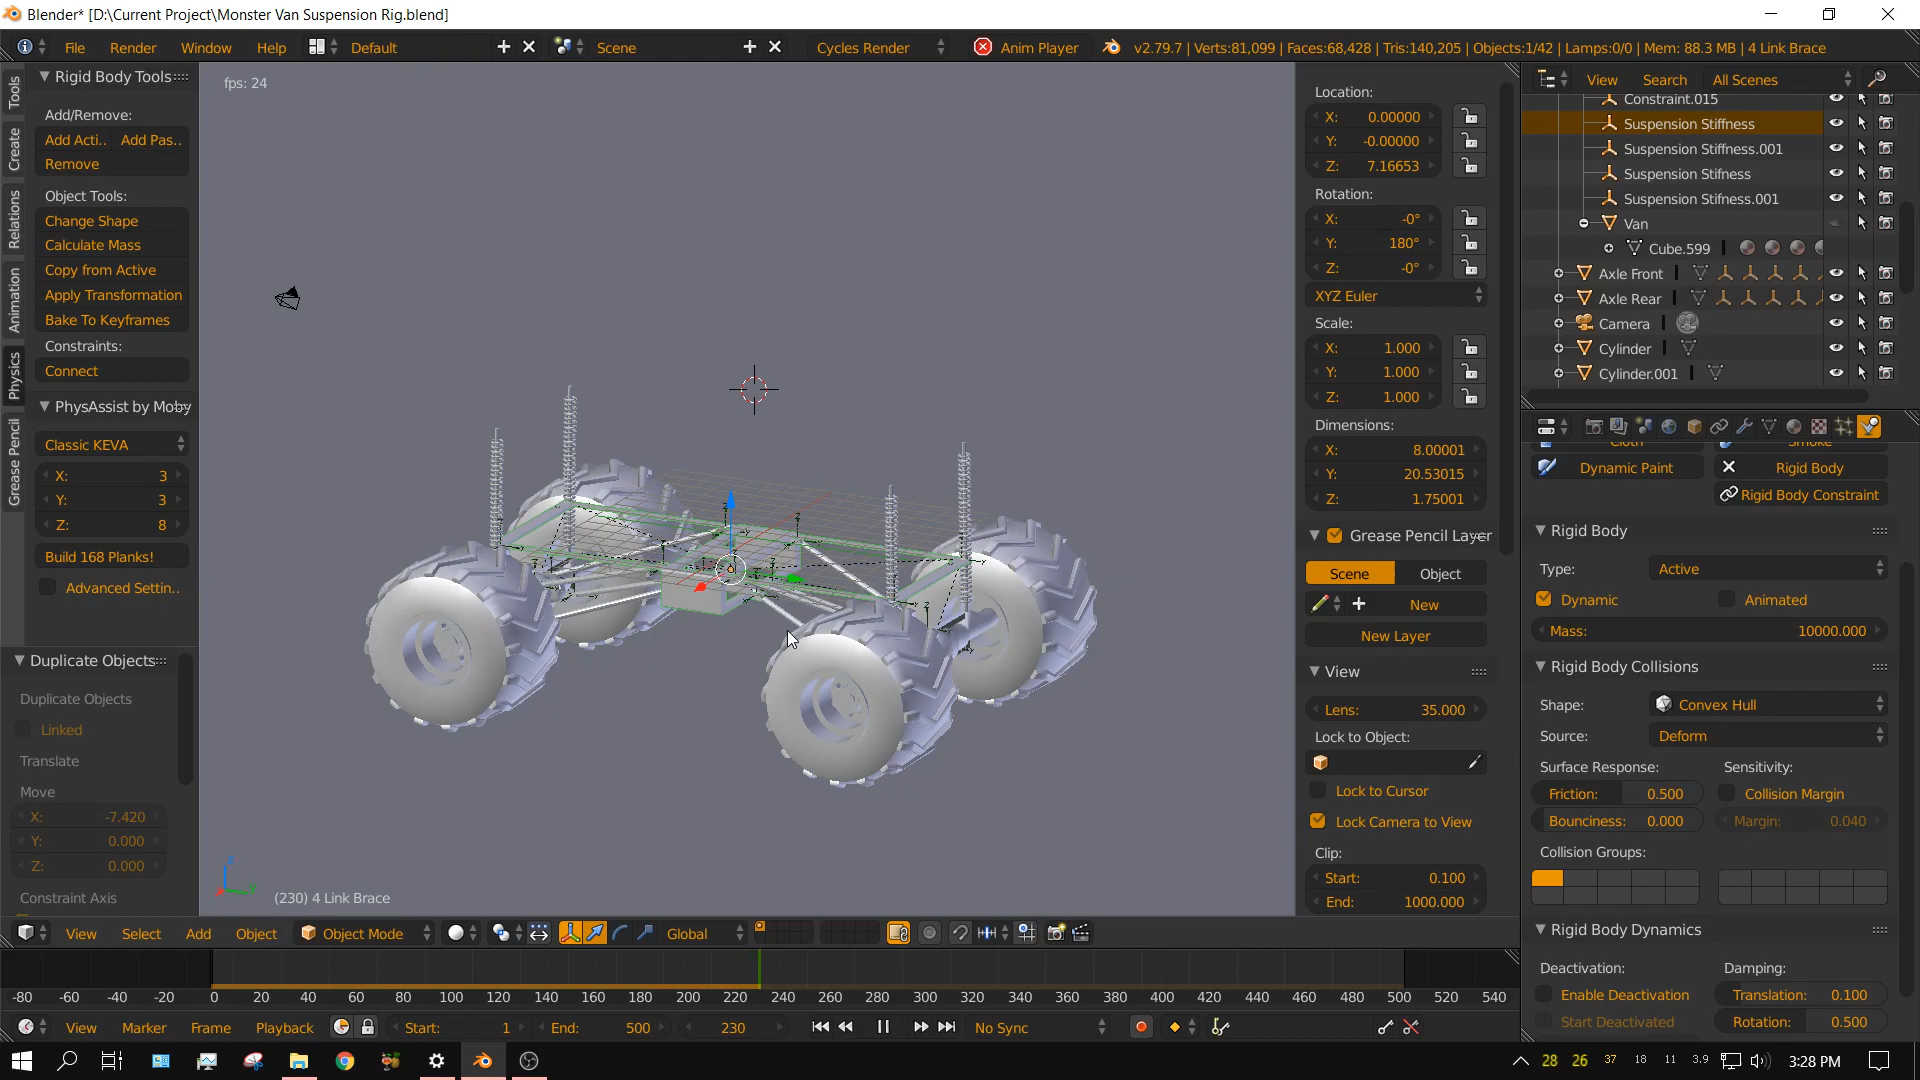 Blender* [D:\Current Project\Monster Van Suspension Rig.blend]
File Render Window Help Default Scene Cycles Render Anim Player v2.79.7 | Verts:81,099 | Faces:68,428 | Tris:140,205 | Objects:1/42 | Lamps:0/0 | Mem: 88.3 MB | 4 Link Brace
Tools
Create
Relations
Animation
Physics
Grease Pencil
Rigid Body Tools
Add/Remove:
Add Acti.. Add Pas..
Remove
Object Tools:
Change Shape
Calculate Mass
Copy from Active
Apply Transformation
Bake To Keyframes
Constraints:
Connect
PhysAssist by Moby
Classic KEVA
X: 3
Y: 3
Z: 8
Build 168 Planks!
Advanced Settin..
Duplicate Objects
Duplicate Objects
Linked
Translate
Move
X: -7.420
Y: 0.000
Z: 0.000
Constraint Axis
fps: 24
(230) 4 Link Brace
Location:
X: 0.00000
Y: -0.00000
Z: 7.16653
Rotation:
X: -0°
Y: 180°
Z: -0°
XYZ Euler
Scale:
X: 1.000
Y: 1.000
Z: 1.000
Dimensions:
X: 8.00001
Y: 20.53015
Z: 1.75001
Grease Pencil Layer
Scene Object
New
New Layer
View
Lens: 35.000
Lock to Object:
Lock to Cursor
Lock Camera to View
Clip:
Start: 0.100
End: 1000.000
View Search All Scenes
Constraint.015
Suspension Stiffness
Suspension Stiffness.001
Suspension Stifness
Suspension Stifness.001
Van
Cube.599
Axle Front
Axle Rear
Camera
Cylinder
Cylinder.001
Cloth Smoke
Dynamic Paint Rigid Body
Rigid Body Constraint
Rigid Body
Type: Active
Dynamic Animated
Mass: 10000.000
Rigid Body Collisions
Shape: Convex Hull
Source: Deform
Surface Response: Sensitivity:
Friction: 0.500 Collision Margin
Bounciness: 0.000 Margin: 0.040
Collision Groups:
Rigid Body Dynamics
Deactivation: Damping:
Enable Deactivation Translation: 0.100
Start Deactivated Rotation: 0.500
View Select Add Object Object Mode Global
-80 -60 -40 -20 0 20 40 60 80 100 120 140 160 180 200 220 240 260 280 300 320 340 360 380 400 420 440 460 480 500 520 540
View Marker Frame Playback Start: 1 End: 500 230 No Sync
28 26 37 18 11 3.9 3:28 PM